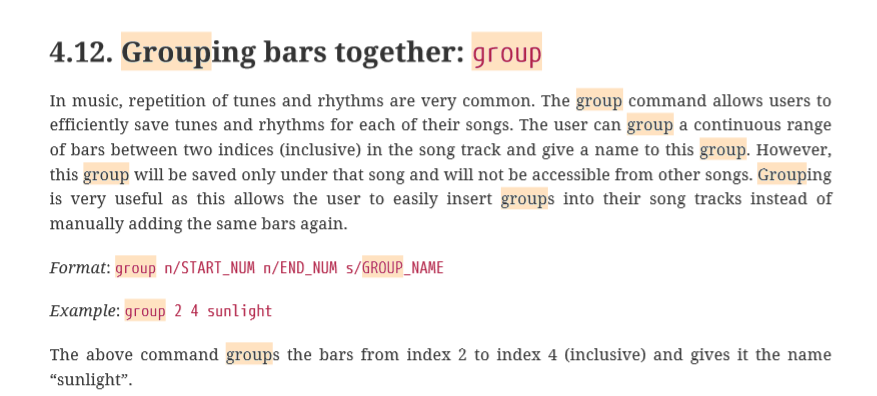 4.12. Grouping bars together: group
In music, repetition of tunes and rhythms are very common. The group command allows users to
efficiently save tunes and rhythms for each of their songs. The user can group a continuous range
of bars between two indices (inclusive) in the song track and give a name to this group. However,
this group will be saved only under that song and will not be accessible from other songs. Grouping
is very useful as this allows the user to easily insert groups into their song tracks instead of
manually adding the same bars again.
Format: group n/START_NUM n/END_NUM s/GROUP_NAME
Example: group 2 4 sunlight
The above command groups the bars from index 2 to index 4 (inclusive) and gives it the name
“sunlight”.